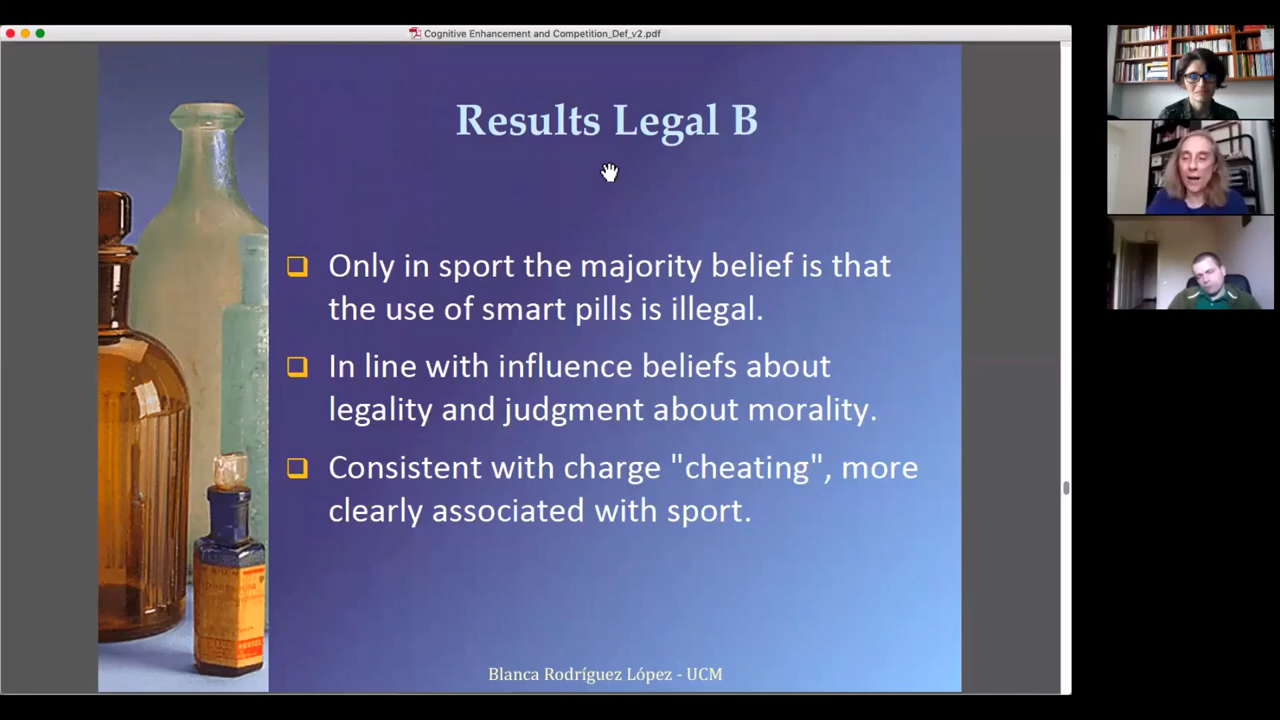 Cognitive Enhancement and Competition_Def_v2.pdf
Results Legal B
Only in sport the majority belief is that
the use of smart pills is illegal.
In line with influence beliefs about
legality and judgment about morality.
Consistent with charge "cheating", more
clearly associated with sport.
Blanca Rodríguez López - UCM